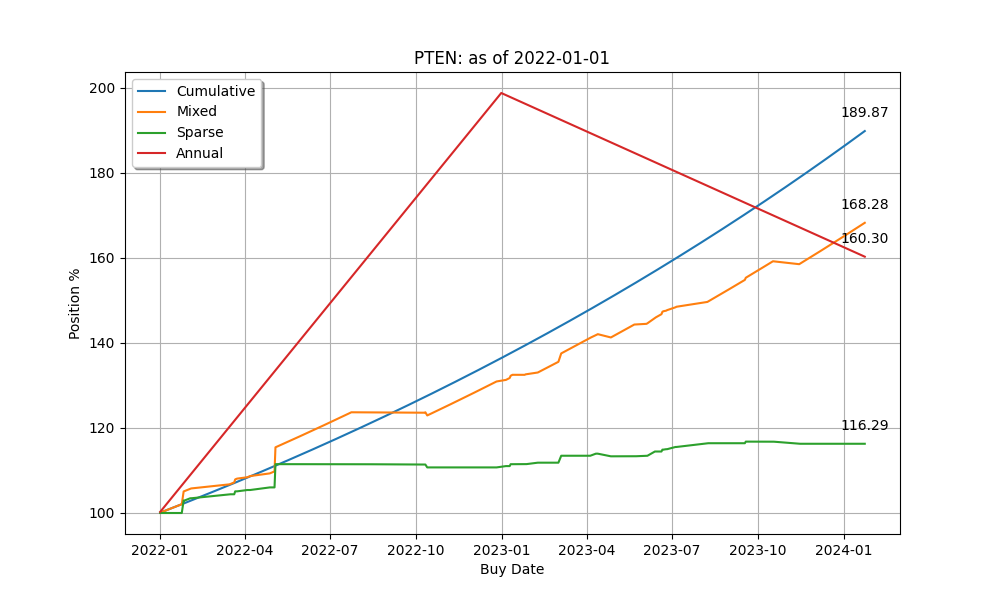 PTEN: as of 2022-01-01
Cumulative
Mixed
Sparse
Annual
189.87
168.28
160.30
116.29
200
180
160
140
120
100
Position %
2022-01 2022-04 2022-07 2022-10 2023-01 2023-04 2023-07 2023-10 2024-01
Buy Date